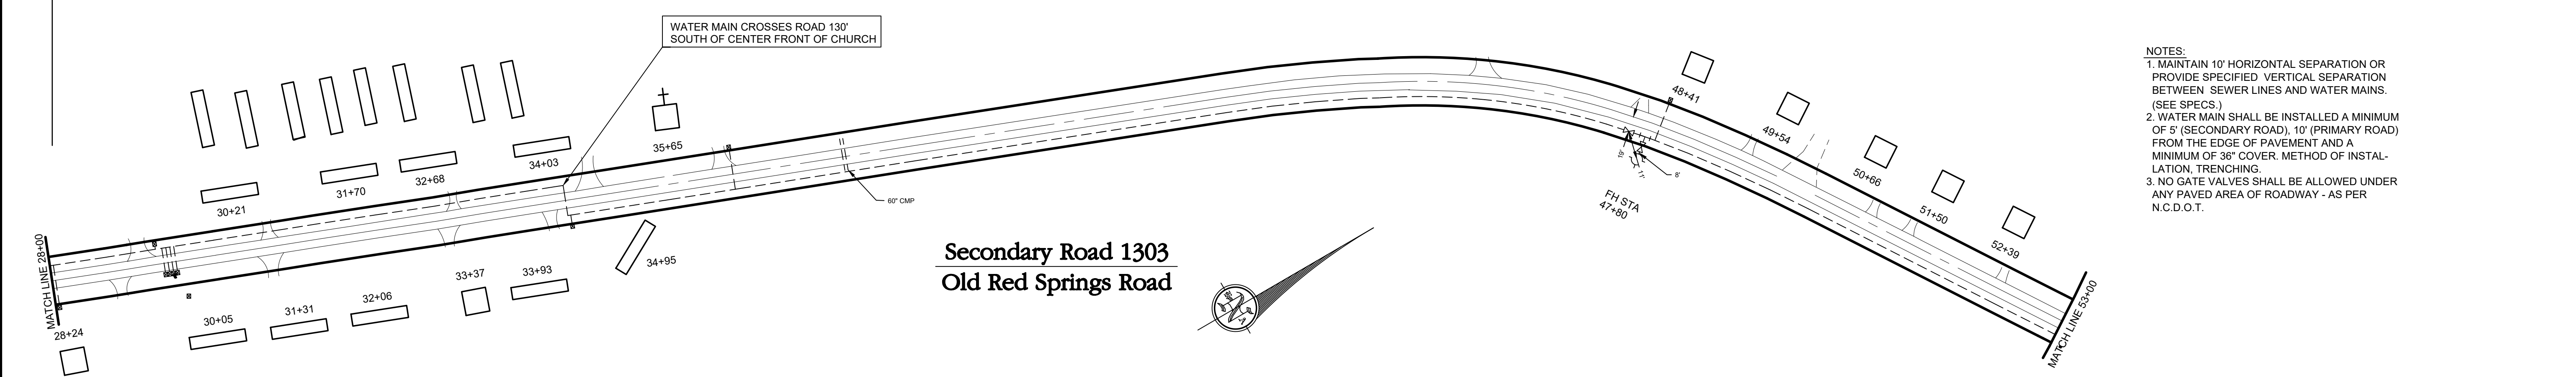 WATER MAIN CROSSES ROAD 130'
SOUTH OF CENTER FRONT OF CHURCH
30+21
31+70
32+68
34+03
35+65
MATCH LINE 28+00
28+24
30+05
31+31
32+06
33+37
33+93
34+95
60" CMP
Secondary Road 1303
Old Red Springs Road
48+41
49+54
50+66
51+50
52+39
19'
11'
8'
FH STA
47+80
MATCH LINE 53+00
NOTES:
1. MAINTAIN 10' HORIZONTAL SEPARATION OR
PROVIDE SPECIFIED VERTICAL SEPARATION
BETWEEN SEWER LINES AND WATER MAINS.
(SEE SPECS.)
2. WATER MAIN SHALL BE INSTALLED A MINIMUM
OF 5' (SECONDARY ROAD), 10' (PRIMARY ROAD)
FROM THE EDGE OF PAVEMENT AND A
MINIMUM OF 36" COVER. METHOD OF INSTAL-
LATION, TRENCHING.
3. NO GATE VALVES SHALL BE ALLOWED UNDER
ANY PAVED AREA OF ROADWAY - AS PER
N.C.D.O.T.